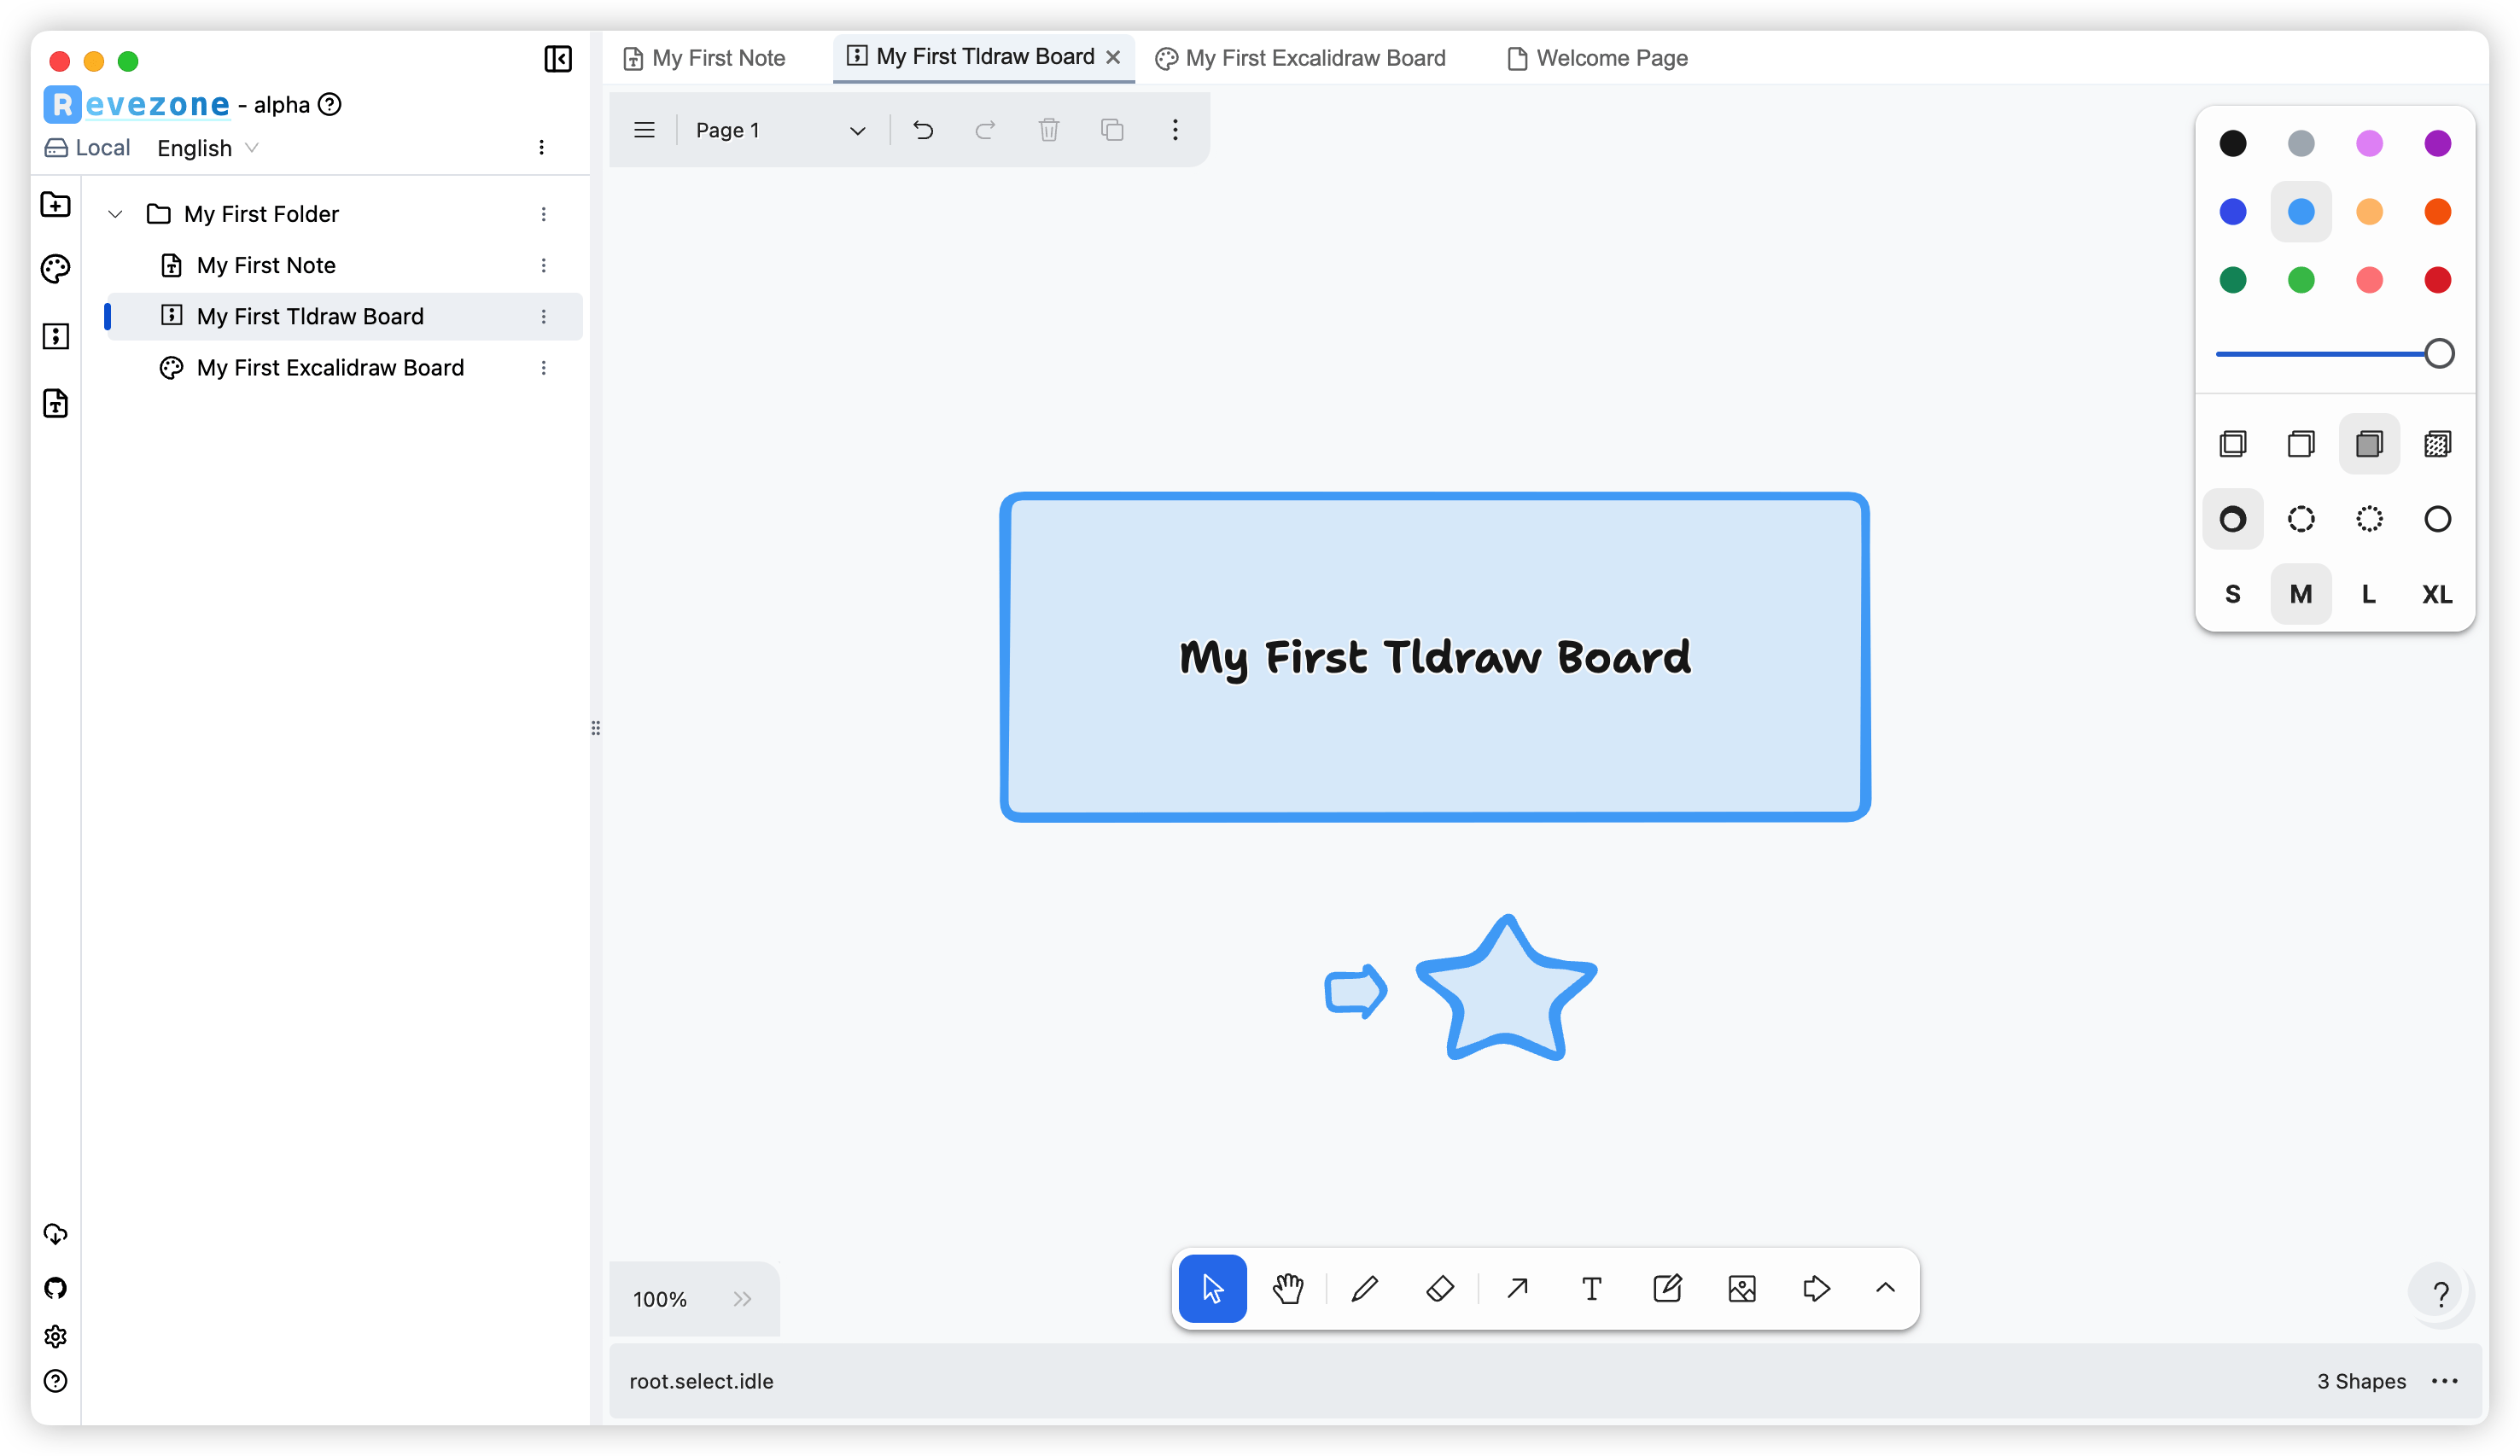 My First Note
My First Tldraw Board
My First Excalidraw Board
Welcome Page
Revezone - alpha
Local English
Page 1
My First Folder
My First Note
My First Tldraw Board
My First Excalidraw Board
S M L XL
My First Tldraw Board
100%
root.select.idle
3 Shapes